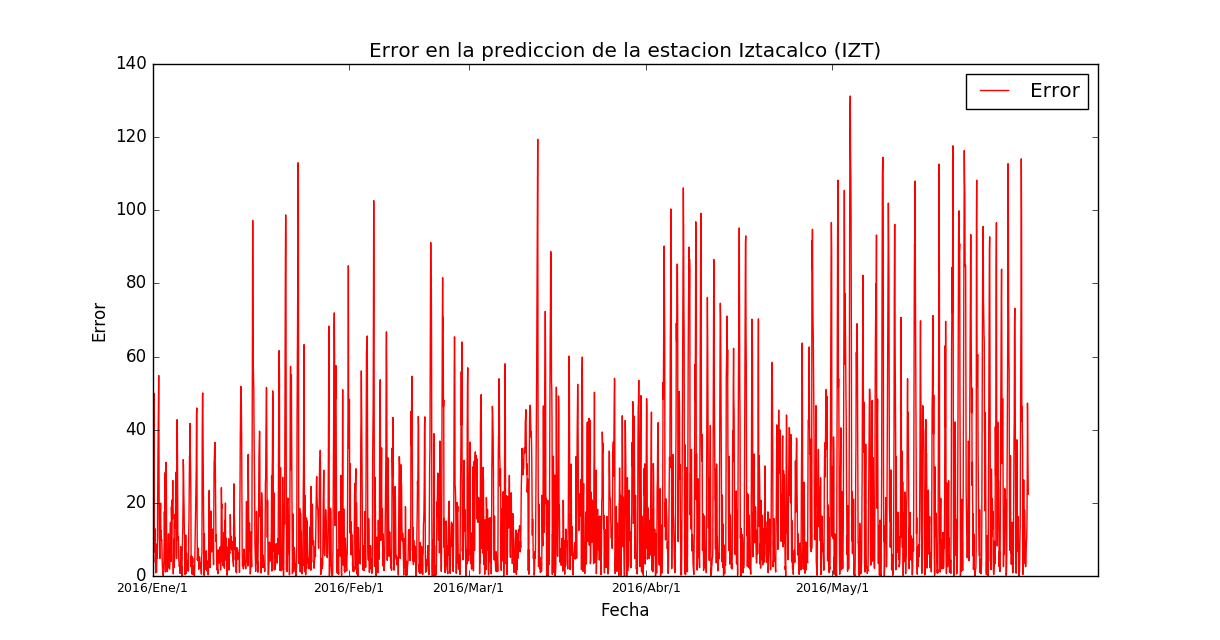 Error en la prediccion de la estacion Iztacalco (IZT)
140
120
100
80
60
40
20
0
Error
Error
2016/Ene/1 2016/Feb/1 2016/Mar/1 2016/Abr/1 2016/May/1
Fecha